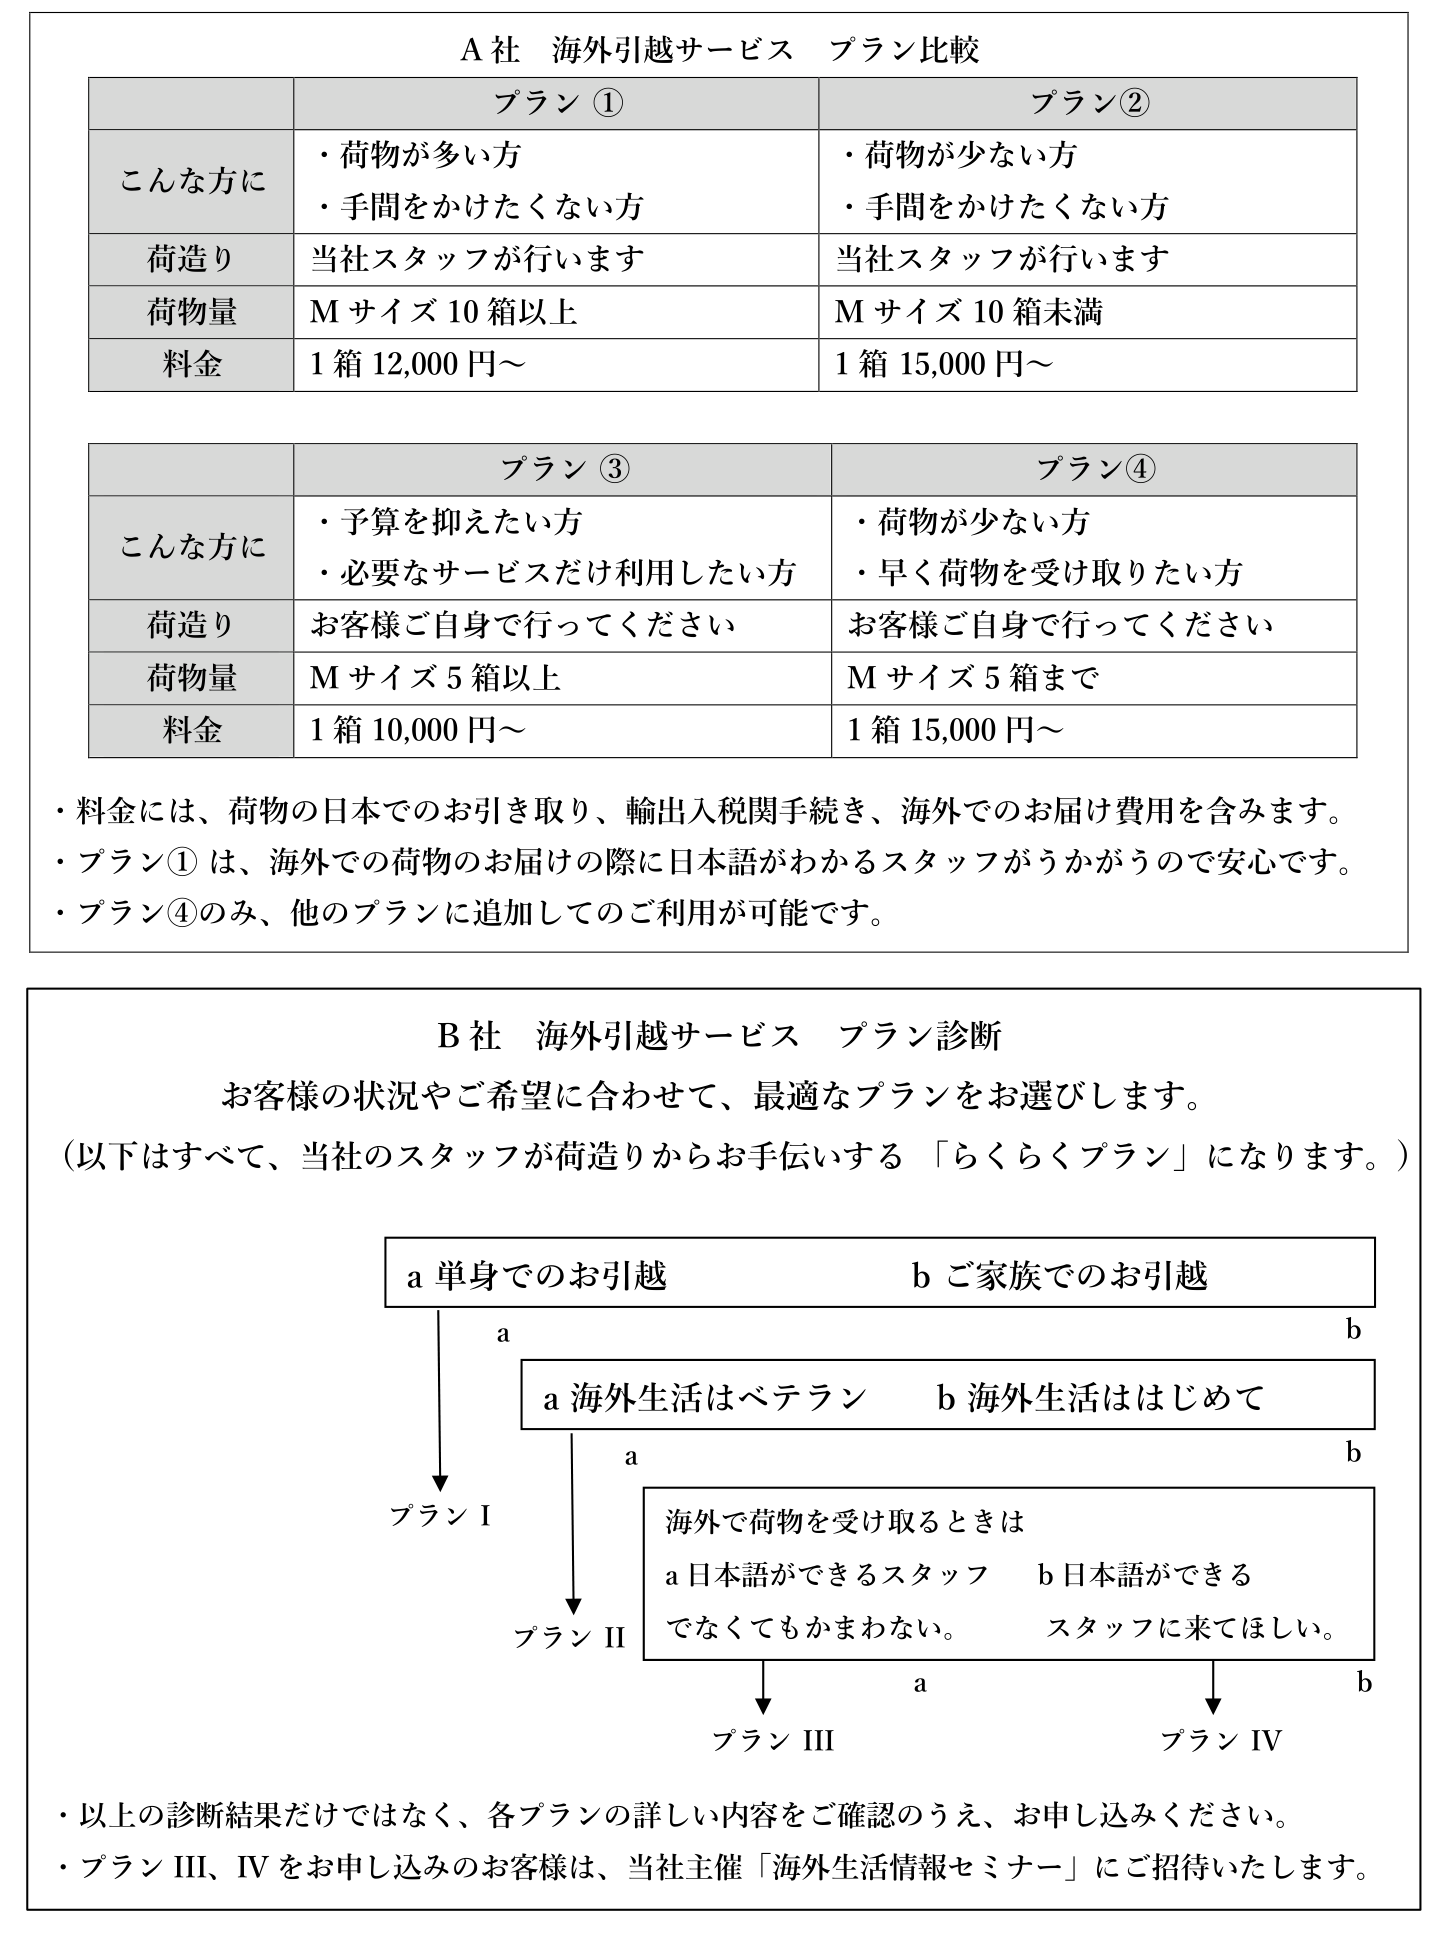 A 社　海外引越サービス　プラン比較
プラン ①　プラン②
こんな方に
・荷物が多い方　・荷物が少ない方
・手間をかけたくない方　・手間をかけたくない方
荷造り　当社スタッフが行います　当社スタッフが行います
荷物量　M サイズ 10 箱以上　M サイズ 10 箱未満
料金　1 箱 12,000 円～　1 箱 15,000 円～
プラン ③　プラン④
こんな方に
・予算を抑えたい方　・荷物が少ない方
・必要なサービスだけ利用したい方　・早く荷物を受け取りたい方
荷造り　お客様ご自身で行ってください　お客様ご自身で行ってください
荷物量　M サイズ 5 箱以上　M サイズ 5 箱まで
料金　1 箱 10,000 円～　1 箱 15,000 円～
・料金には、荷物の日本でのお引き取り、輸出入税関手続き、海外でのお届け費用を含みます。
・プラン① は、海外での荷物のお届けの際に日本語がわかるスタッフがうかがうので安心です。
・プラン④のみ、他のプランに追加してのご利用が可能です。
B 社　海外引越サービス　プラン診断
お客様の状況やご希望に合わせて、最適なプランをお選びします。
（以下はすべて、当社のスタッフが荷造りからお手伝いする 「らくらくプラン」になります。）
a 単身でのお引越　b ご家族でのお引越
a　b
a 海外生活はベテラン　b 海外生活ははじめて
a　b
海外で荷物を受け取るときは
プラン I
a 日本語ができるスタッフ　b 日本語ができる
でなくてもかまわない。　スタッフに来てほしい。
プラン II
a　b
プラン III　プラン IV
・以上の診断結果だけではなく、各プランの詳しい内容をご確認のうえ、お申し込みください。
・プラン III、IV をお申し込みのお客様は、当社主催「海外生活情報セミナー」にご招待いたします。